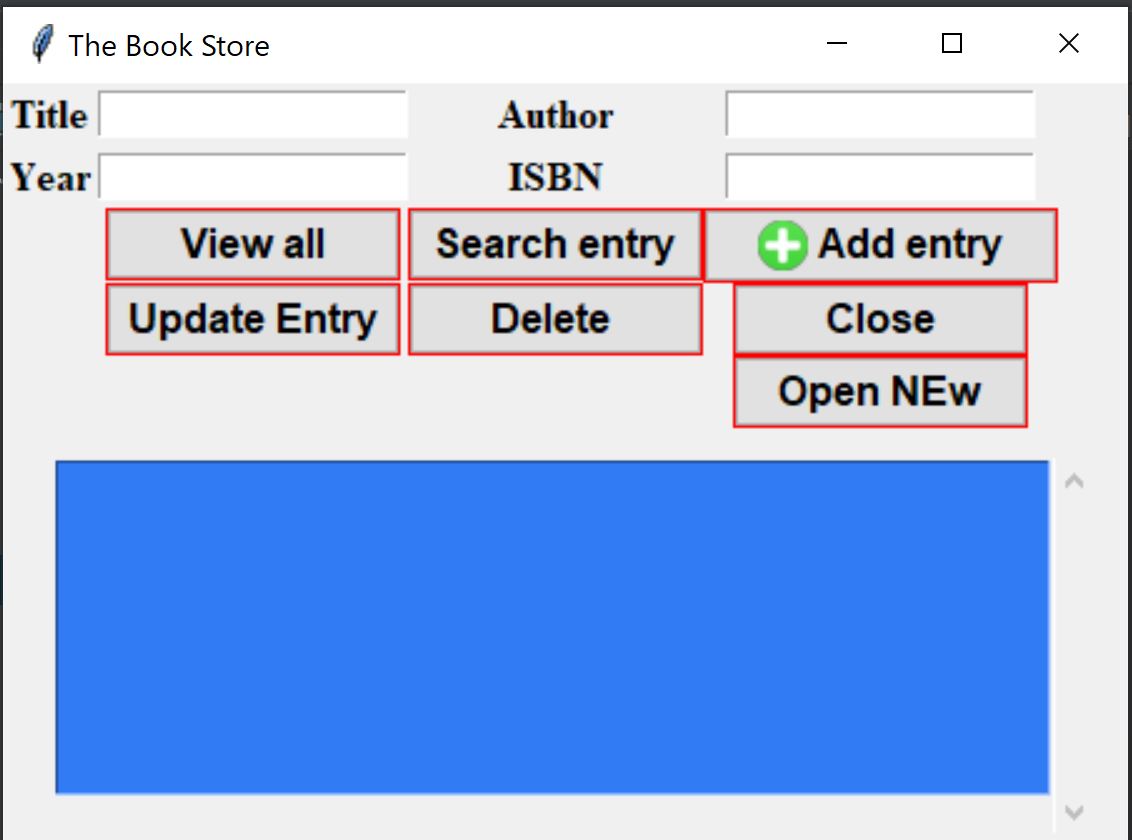 The Book Store
Title Author
Year ISBN
View all Search entry Add entry
Update Entry Delete Close
Open NEw